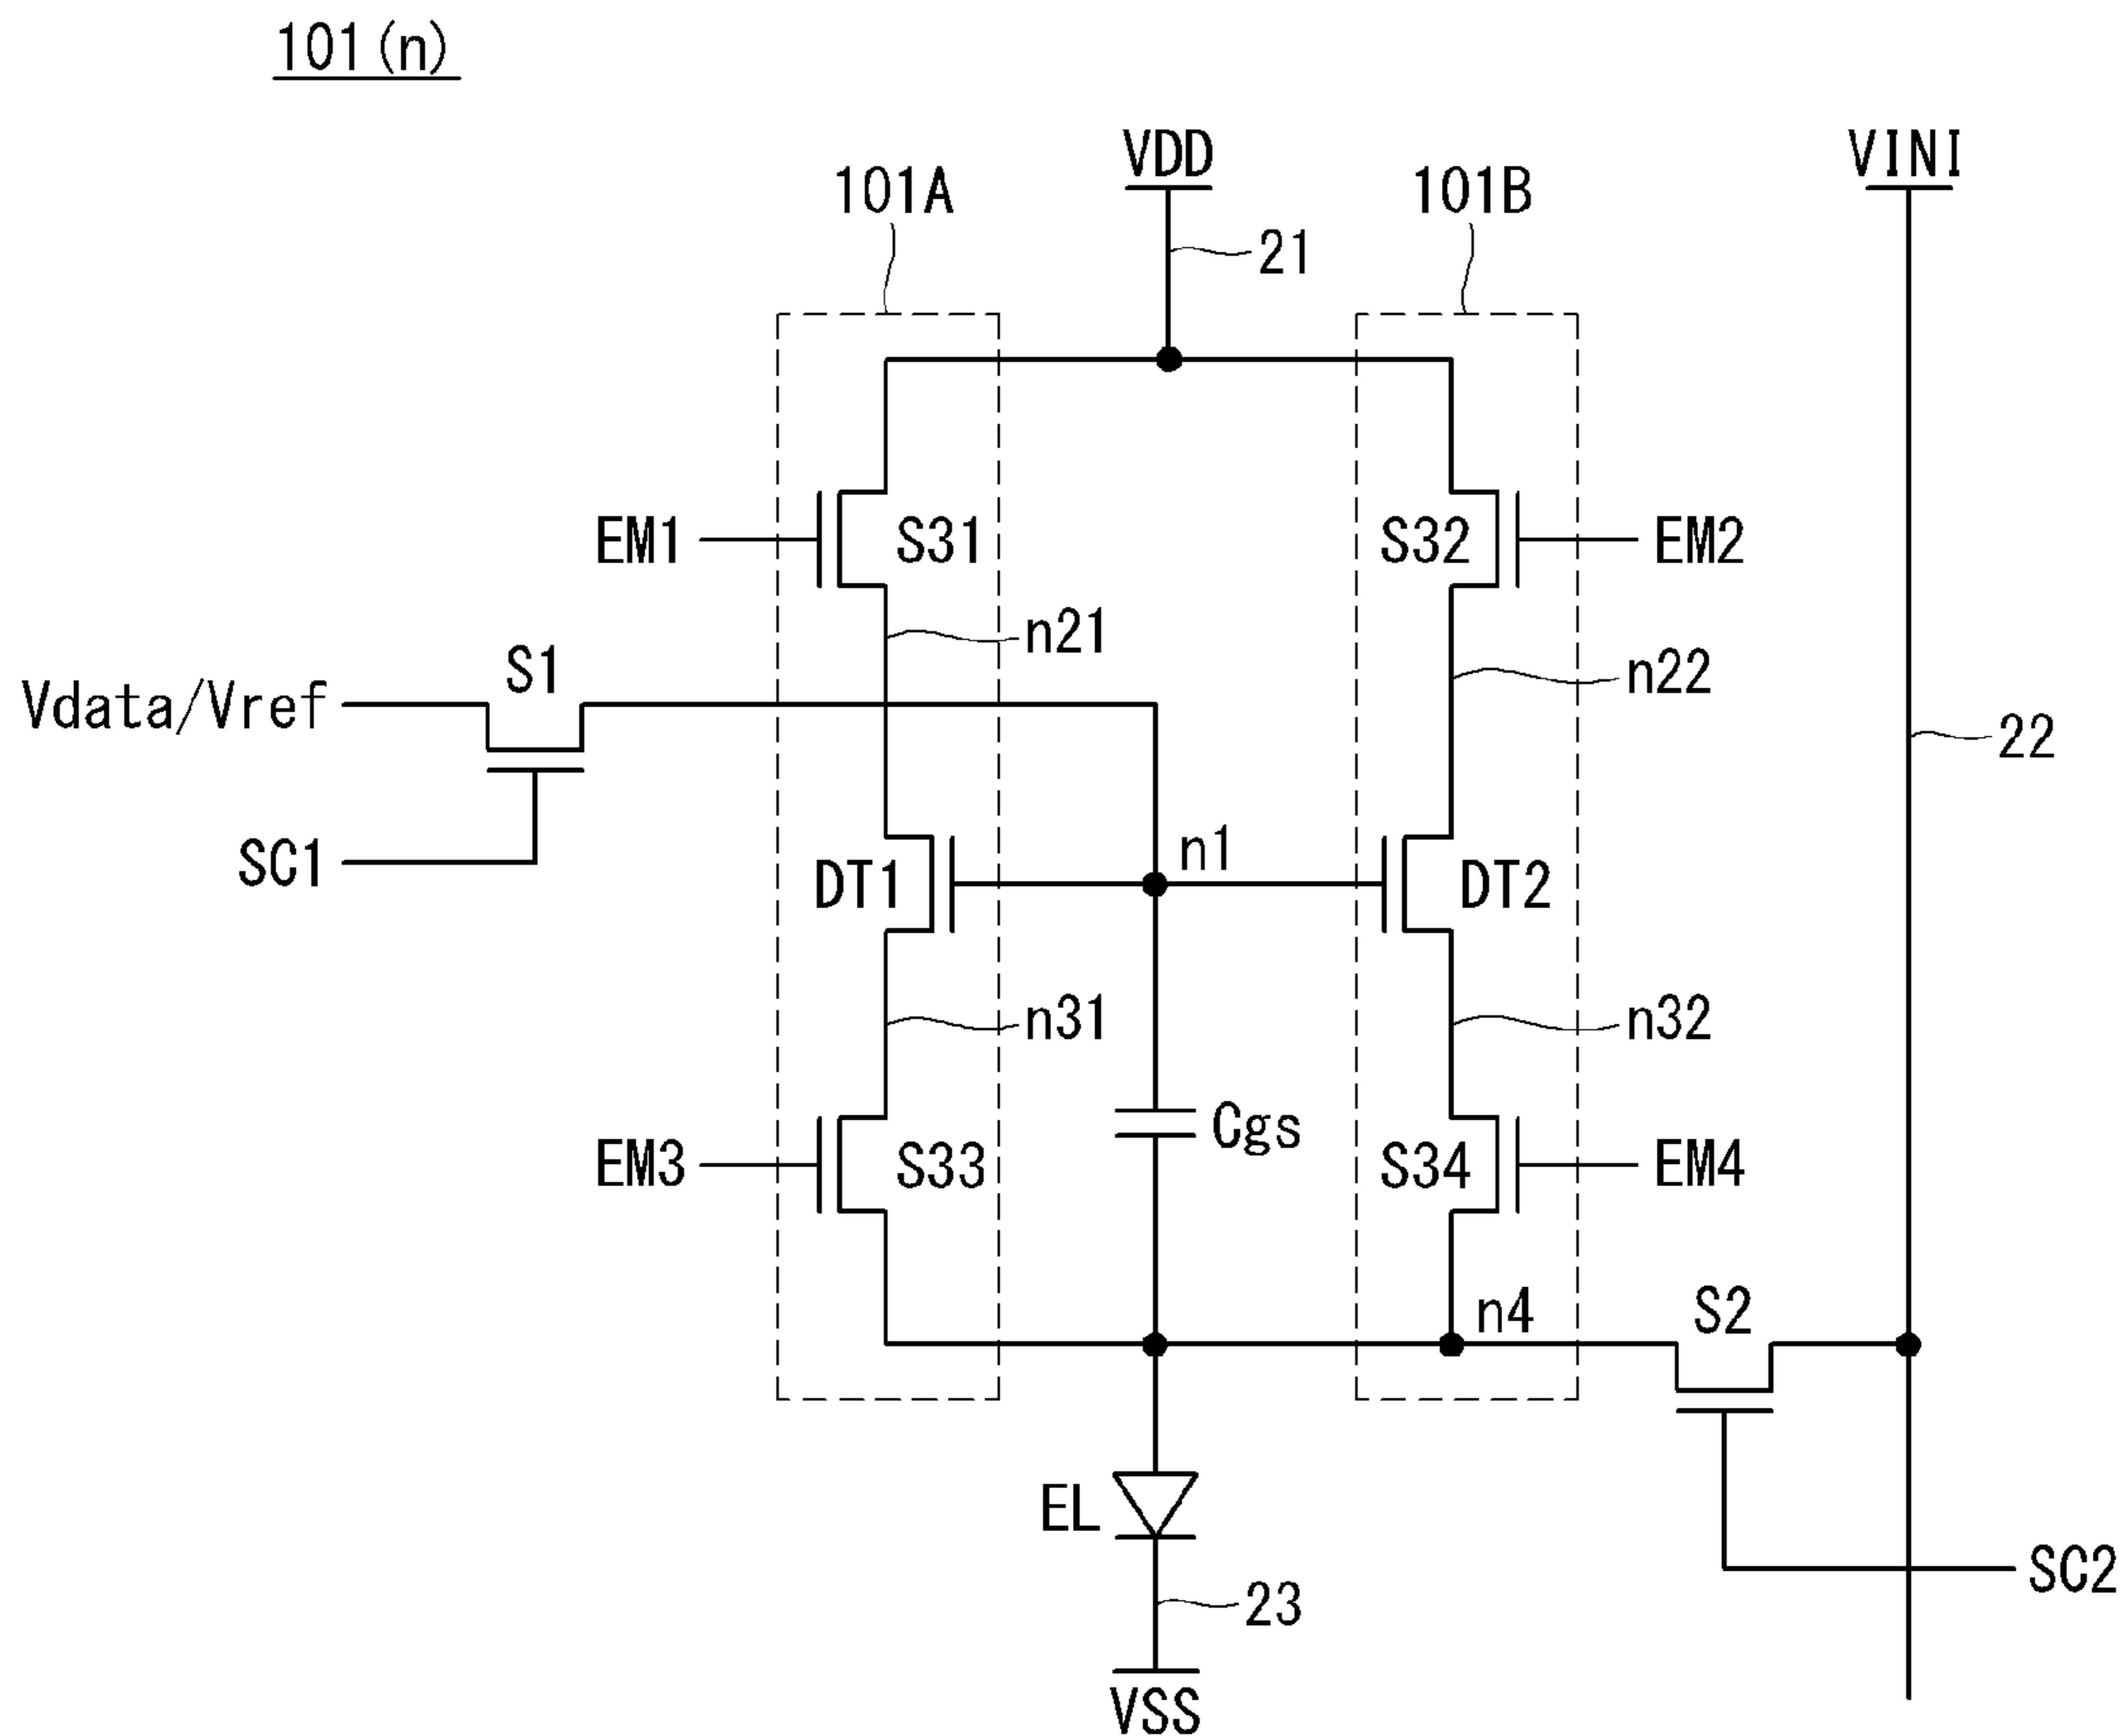 101(n)
VDD
VINI
101A
101B
21
EM1
S31
S32
EM2
n21
S1
n22
Vdata/Vref
22
n1
SC1
DT1
DT2
n31
n32
Cgs
EM3
S33
S34
EM4
n4
S2
EL
SC2
23
VSS